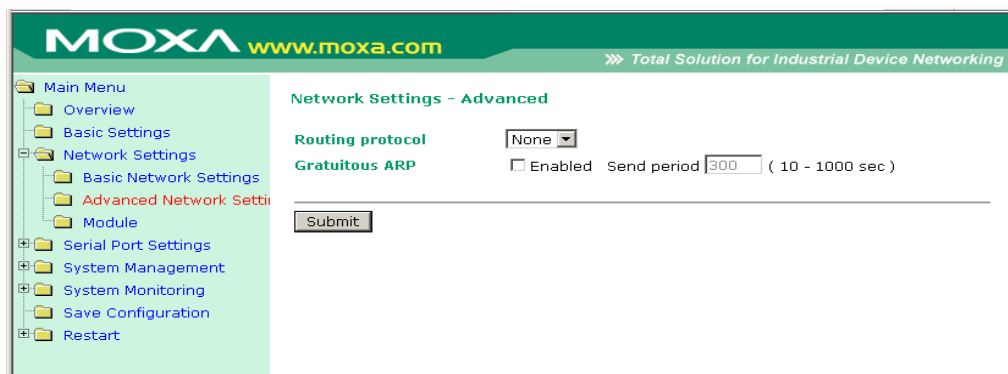 MOXA www.moxa.com
Total Solution for Industrial Device Networking
Main Menu
Overview
Basic Settings
Network Settings
Basic Network Settings
Advanced Network Setti
Module
Serial Port Settings
System Management
System Monitoring
Save Configuration
Restart
Network Settings - Advanced
Routing protocol None
Gratuitous ARP Enabled Send period 300 ( 10 - 1000 sec )
Submit